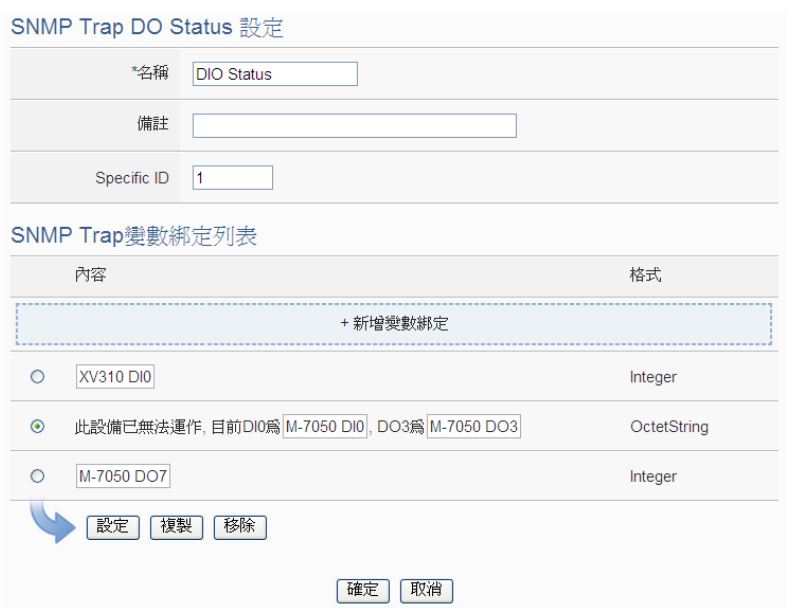 SNMP Trap DO Status 設定
*名稱 DIO Status
備註
Specific ID 1
SNMP Trap變數綁定列表
內容 格式
+ 新增變數綁定
XV310 DI0 Integer
此設備已無法運作, 目前DI0為 M-7050 DI0 , DO3為 M-7050 DO3 OctetString
M-7050 DO7 Integer
設定 複製 移除
確定 取消